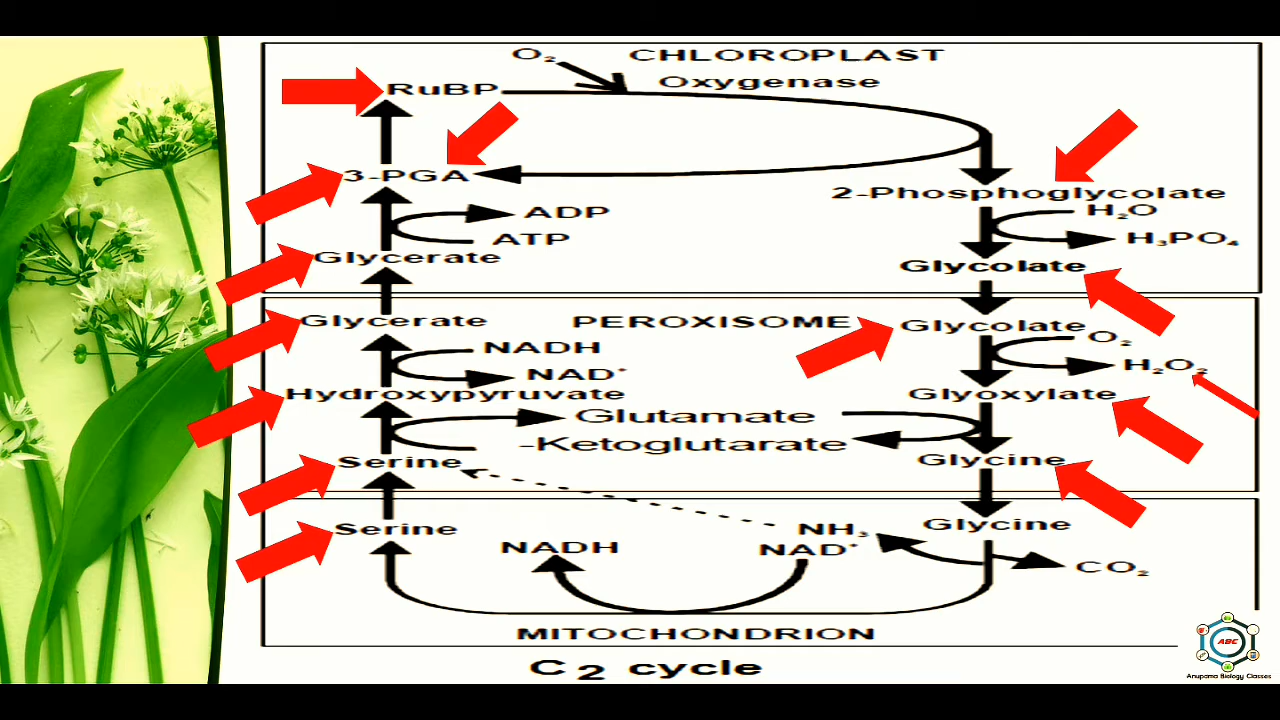 O₂ CHLOROPLAST
RuBP Oxygenase
3-PGA
2-Phosphoglycolate
ADP H₂O
ATP H₃PO₄
Glycerate Glycolate
Glycerate PEROXISOME Glycolate
O₂
NADH
NAD⁺ H₂O₂
Hydroxypyruvate Glyoxylate
Glutamate
-Ketoglutarate
Serine Glycine
Serine NH₃ Glycine
NADH NAD⁺
CO₂
MITOCHONDRION
C₂ cycle
ABC
Anupama Biology Classes